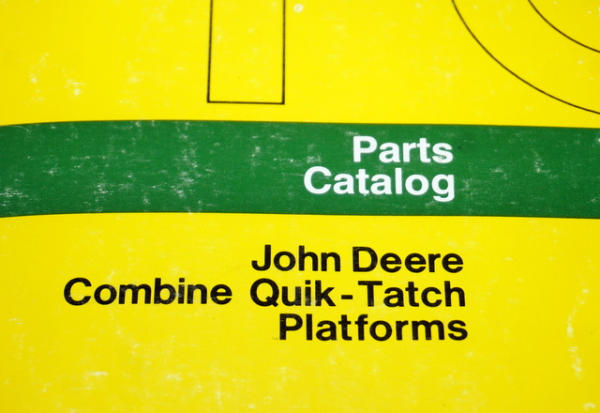 Parts
Catalog
John Deere
Combine Quik-Tatch
Platforms